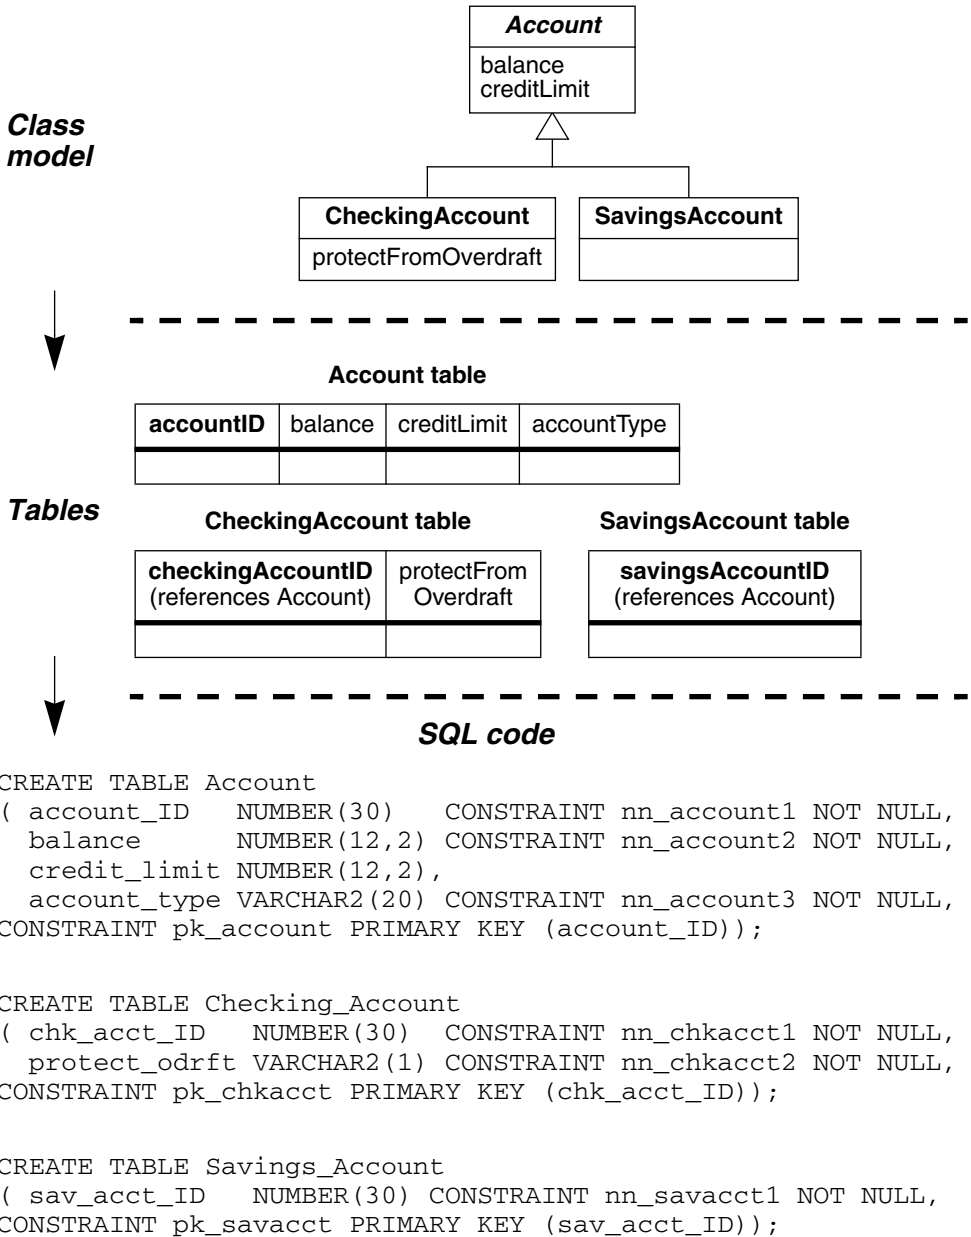 Account
balance
creditLimit
Class
model
CheckingAccount
SavingsAccount
protectFromOverdraft
Account table
accountID balance creditLimit accountType
Tables
CheckingAccount table
SavingsAccount table
checkingAccountID
(references Account)
protectFrom
Overdraft
savingsAccountID
(references Account)
SQL code
CREATE TABLE Account
( account_ID NUMBER(30) CONSTRAINT nn_account1 NOT NULL,
balance NUMBER(12,2) CONSTRAINT nn_account2 NOT NULL,
credit_limit NUMBER(12,2),
account_type VARCHAR2(20) CONSTRAINT nn_account3 NOT NULL,
CONSTRAINT pk_account PRIMARY KEY (account_ID));
CREATE TABLE Checking_Account
( chk_acct_ID NUMBER(30) CONSTRAINT nn_chkacct1 NOT NULL,
protect_odrft VARCHAR2(1) CONSTRAINT nn_chkacct2 NOT NULL,
CONSTRAINT pk_chkacct PRIMARY KEY (chk_acct_ID));
CREATE TABLE Savings_Account
( sav_acct_ID NUMBER(30) CONSTRAINT nn_savacct1 NOT NULL,
CONSTRAINT pk_savacct PRIMARY KEY (sav_acct_ID));